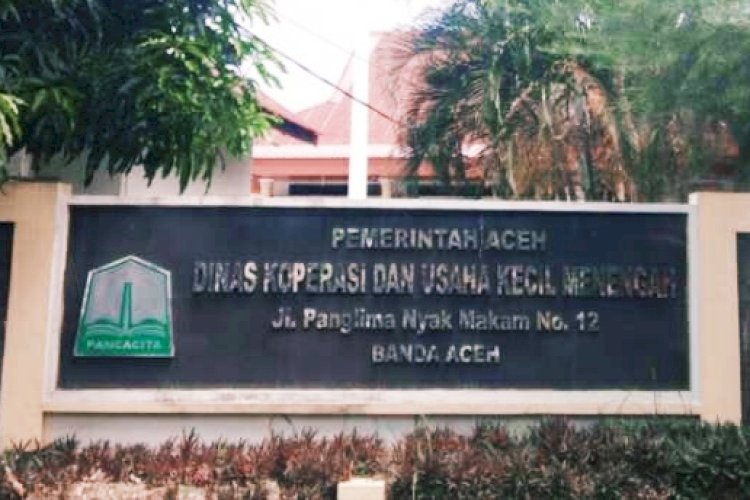 PEMERINTAH ACEH
DINAS KOPERASI DAN USAHA KECIL MENENGAH
Jl. Panglima Nyak Makam No. 12
BANDA ACEH
PANCACITA